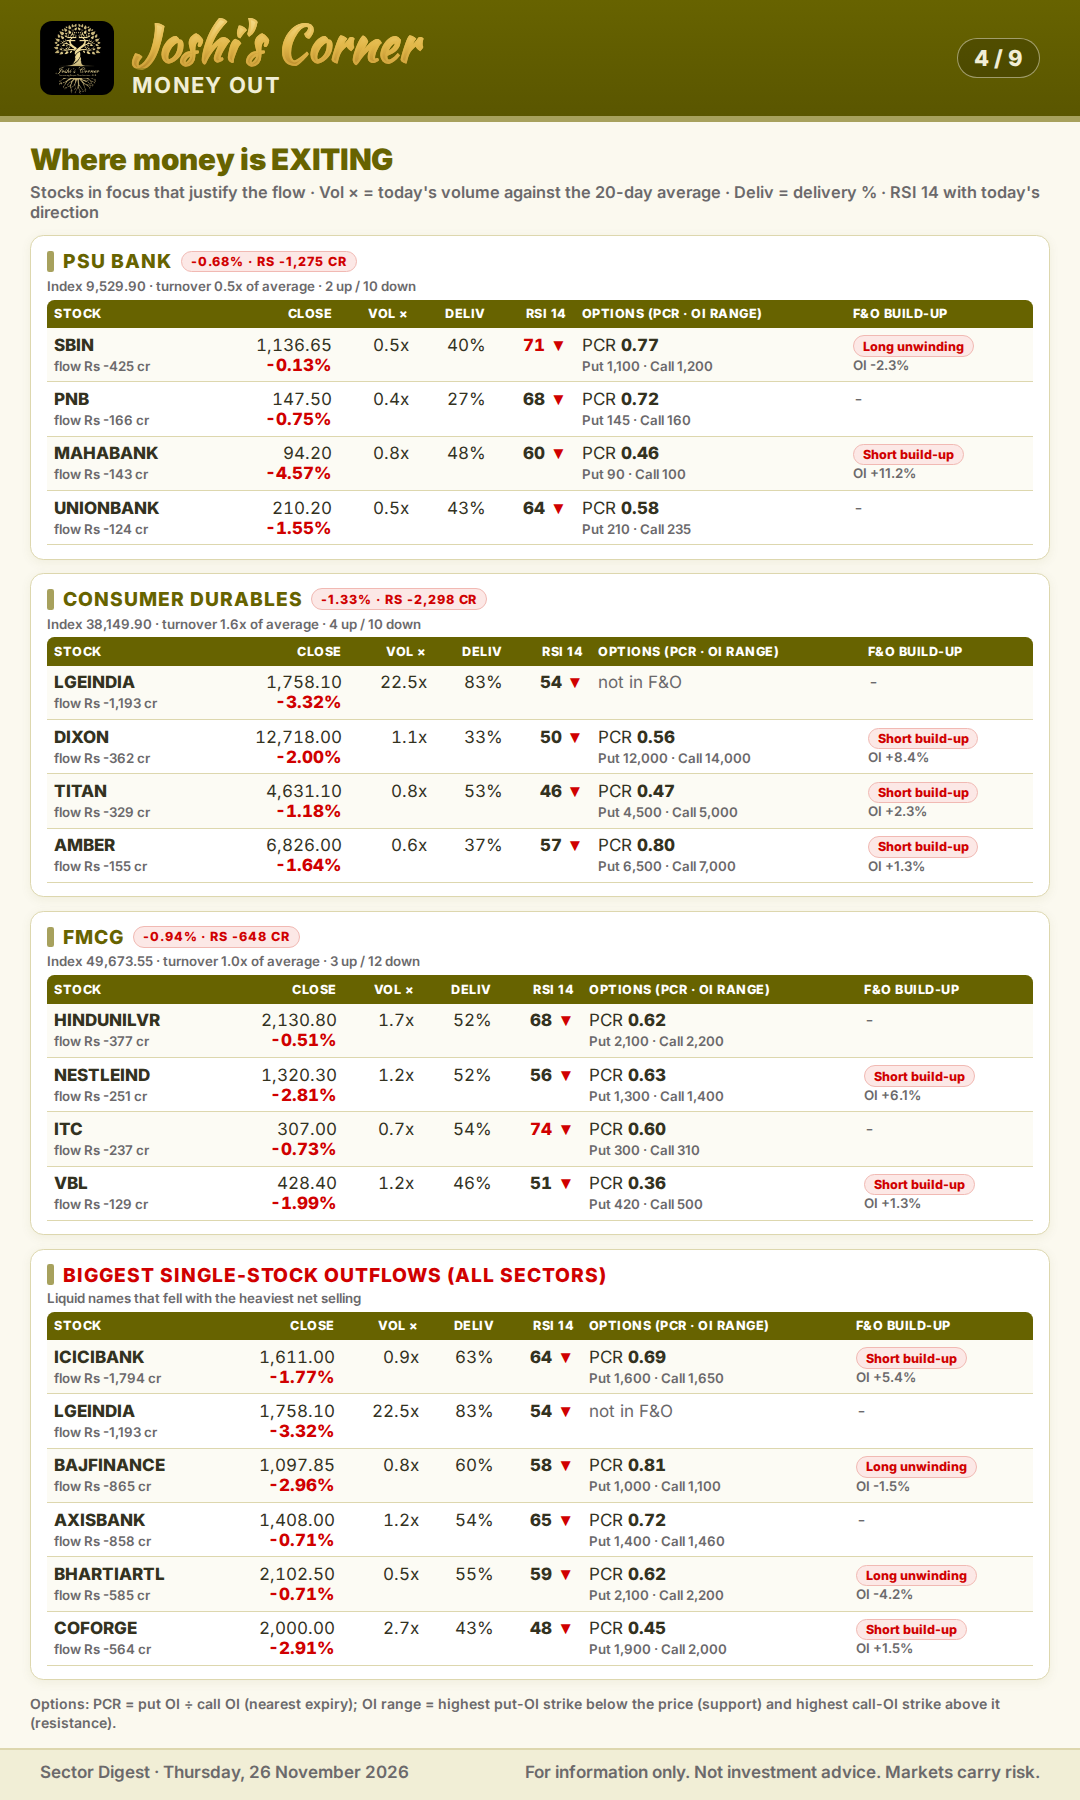 Joshi's Corner
Joshi's Corner
MONEY OUT
4 / 9
Where money is EXITING
Stocks in focus that justify the flow · Vol × = today's volume against the 20-day average · Deliv = delivery % · RSI 14 with today's
direction
PSU BANK -0.68% · RS -1,275 CR
Index 9,529.90 · turnover 0.5x of average · 2 up / 10 down
STOCK CLOSE VOL × DELIV RSI 14 OPTIONS (PCR · OI RANGE) F&O BUILD-UP
SBIN 1,136.65 0.5x 40% 71 ▼ PCR 0.77 Long unwinding
flow Rs -425 cr -0.13% Put 1,100 · Call 1,200 OI -2.3%
PNB 147.50 0.4x 27% 68 ▼ PCR 0.72 -
flow Rs -166 cr -0.75% Put 145 · Call 160
MAHABANK 94.20 0.8x 48% 60 ▼ PCR 0.46 Short build-up
flow Rs -143 cr -4.57% Put 90 · Call 100 OI +11.2%
UNIONBANK 210.20 0.5x 43% 64 ▼ PCR 0.58 -
flow Rs -124 cr -1.55% Put 210 · Call 235
CONSUMER DURABLES -1.33% · RS -2,298 CR
Index 38,149.90 · turnover 1.6x of average · 4 up / 10 down
STOCK CLOSE VOL × DELIV RSI 14 OPTIONS (PCR · OI RANGE) F&O BUILD-UP
LGEINDIA 1,758.10 22.5x 83% 54 ▼ not in F&O -
flow Rs -1,193 cr -3.32%
DIXON 12,718.00 1.1x 33% 50 ▼ PCR 0.56 Short build-up
flow Rs -362 cr -2.00% Put 12,000 · Call 14,000 OI +8.4%
TITAN 4,631.10 0.8x 53% 46 ▼ PCR 0.47 Short build-up
flow Rs -329 cr -1.18% Put 4,500 · Call 5,000 OI +2.3%
AMBER 6,826.00 0.6x 37% 57 ▼ PCR 0.80 Short build-up
flow Rs -155 cr -1.64% Put 6,500 · Call 7,000 OI +1.3%
FMCG -0.94% · RS -648 CR
Index 49,673.55 · turnover 1.0x of average · 3 up / 12 down
STOCK CLOSE VOL × DELIV RSI 14 OPTIONS (PCR · OI RANGE) F&O BUILD-UP
HINDUNILVR 2,130.80 1.7x 52% 68 ▼ PCR 0.62 -
flow Rs -377 cr -0.51% Put 2,100 · Call 2,200
NESTLEIND 1,320.30 1.2x 52% 56 ▼ PCR 0.63 Short build-up
flow Rs -251 cr -2.81% Put 1,300 · Call 1,400 OI +6.1%
ITC 307.00 0.7x 54% 74 ▼ PCR 0.60 -
flow Rs -237 cr -0.73% Put 300 · Call 310
VBL 428.40 1.2x 46% 51 ▼ PCR 0.36 Short build-up
flow Rs -129 cr -1.99% Put 420 · Call 500 OI +1.3%
BIGGEST SINGLE-STOCK OUTFLOWS (ALL SECTORS)
Liquid names that fell with the heaviest net selling
STOCK CLOSE VOL × DELIV RSI 14 OPTIONS (PCR · OI RANGE) F&O BUILD-UP
ICICIBANK 1,611.00 0.9x 63% 64 ▼ PCR 0.69 Short build-up
flow Rs -1,794 cr -1.77% Put 1,600 · Call 1,650 OI +5.4%
LGEINDIA 1,758.10 22.5x 83% 54 ▼ not in F&O -
flow Rs -1,193 cr -3.32%
BAJFINANCE 1,097.85 0.8x 60% 58 ▼ PCR 0.81 Long unwinding
flow Rs -865 cr -2.96% Put 1,000 · Call 1,100 OI -1.5%
AXISBANK 1,408.00 1.2x 54% 65 ▼ PCR 0.72 -
flow Rs -858 cr -0.71% Put 1,400 · Call 1,460
BHARTIARTL 2,102.50 0.5x 55% 59 ▼ PCR 0.62 Long unwinding
flow Rs -585 cr -0.71% Put 2,100 · Call 2,200 OI -4.2%
COFORGE 2,000.00 2.7x 43% 48 ▼ PCR 0.45 Short build-up
flow Rs -564 cr -2.91% Put 1,900 · Call 2,000 OI +1.5%
Options: PCR = put OI ÷ call OI (nearest expiry); OI range = highest put-OI strike below the price (support) and highest call-OI strike above it
(resistance).
Sector Digest · Thursday, 26 November 2026 For information only. Not investment advice. Markets carry risk.